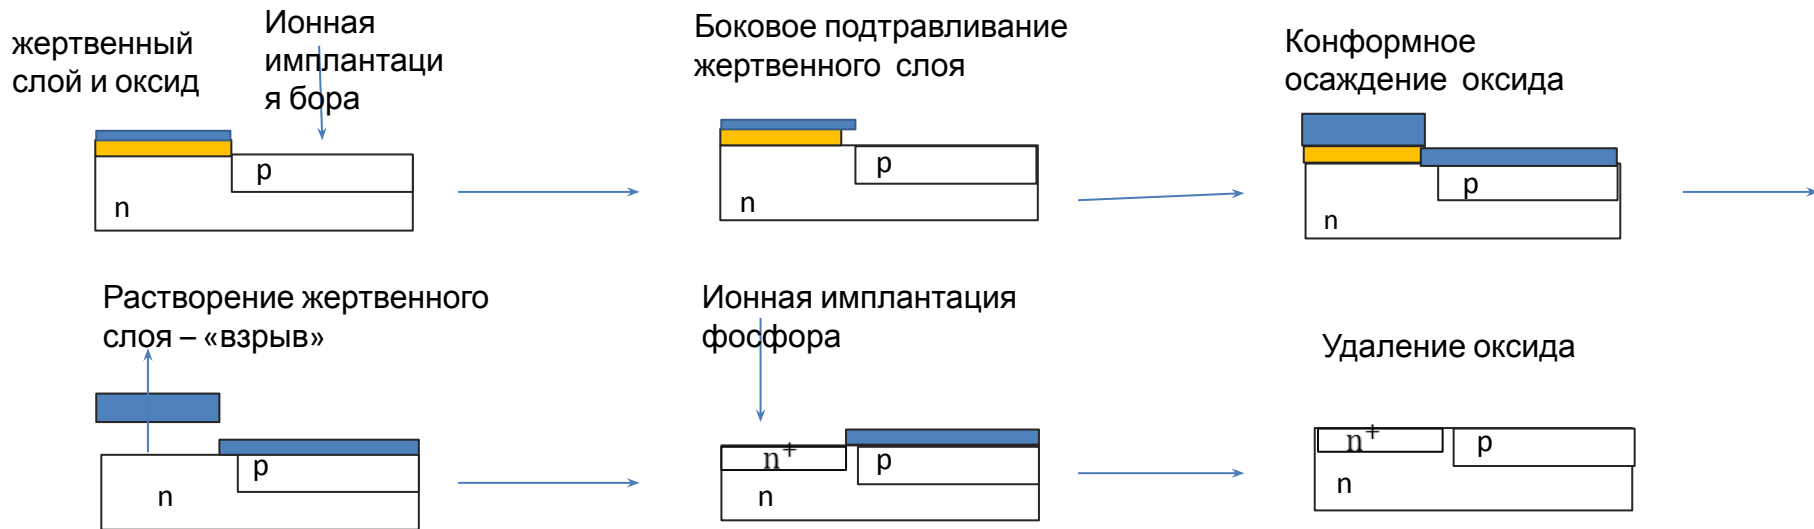 жертвенный
слой и оксид
Ионная
имплантаци
я бора
p
n
Боковое подтравливание
жертвенного слоя
p
n
Конформное
осаждение оксида
p
n
Растворение жертвенного
слоя – «взрыв»
p
n
Ионная имплантация
фосфора
n⁺
p
n
Удаление оксида
n⁺
p
n